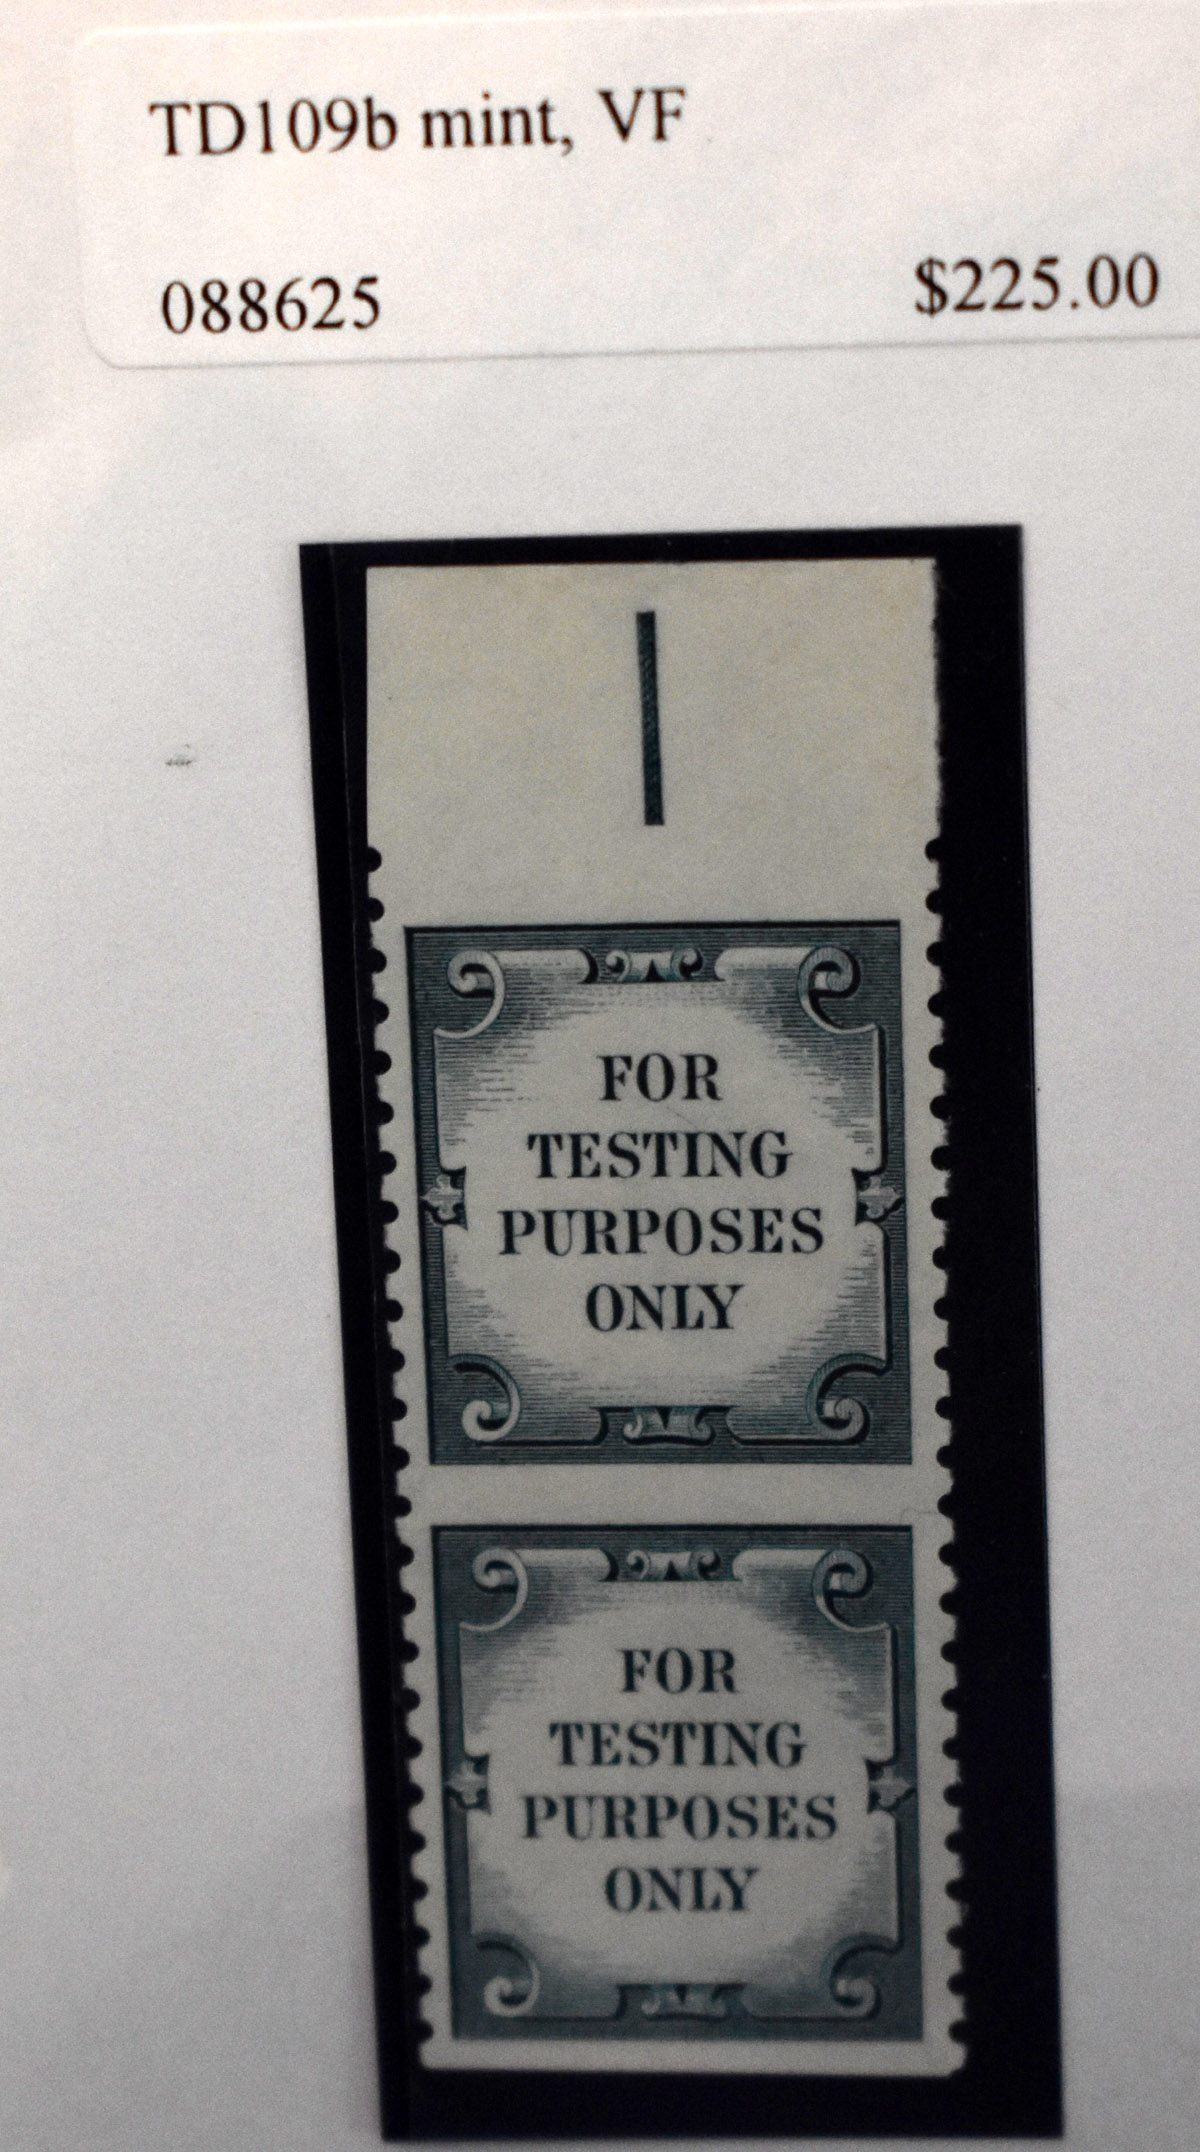 TD109b mint, VF
088625 $225.00
FOR
TESTING
PURPOSES
ONLY
FOR
TESTING
PURPOSES
ONLY